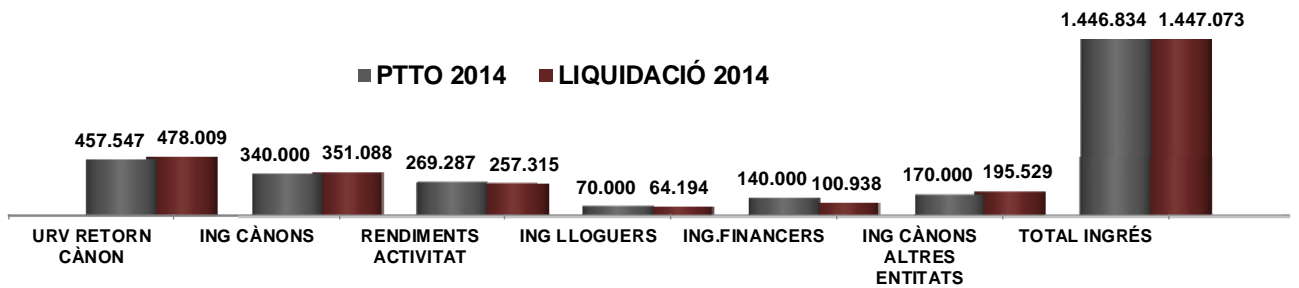 1.446.834 1.447.073
PTTO 2014 LIQUIDACIÓ 2014
457.547 478.009 340.000 351.088 269.287 257.315 70.000 64.194 140.000 100.938 170.000 195.529
URV RETORN CÀNON
ING CÀNONS
RENDIMENTS ACTIVITAT
ING LLOGUERS
ING.FINANCERS
ING CÀNONS ALTRES ENTITATS
TOTAL INGRÉS